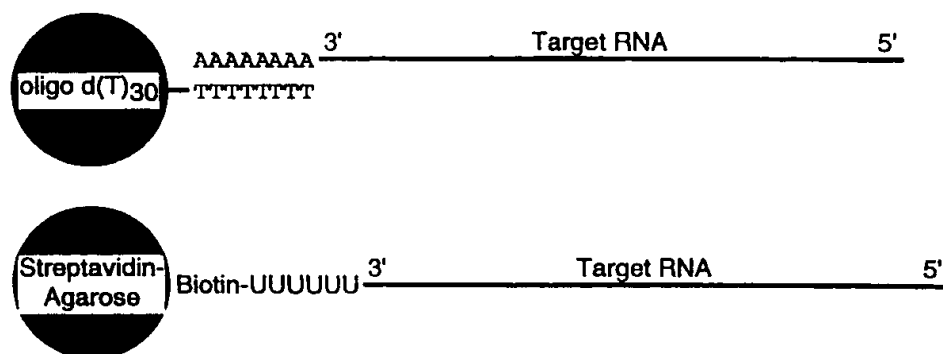 AAAAAAAA 3' Target RNA 5'
oligo d(T)30 TTTTTTTT
Streptavidin-
Agarose
Biotin-UUUUUU 3' Target RNA 5'